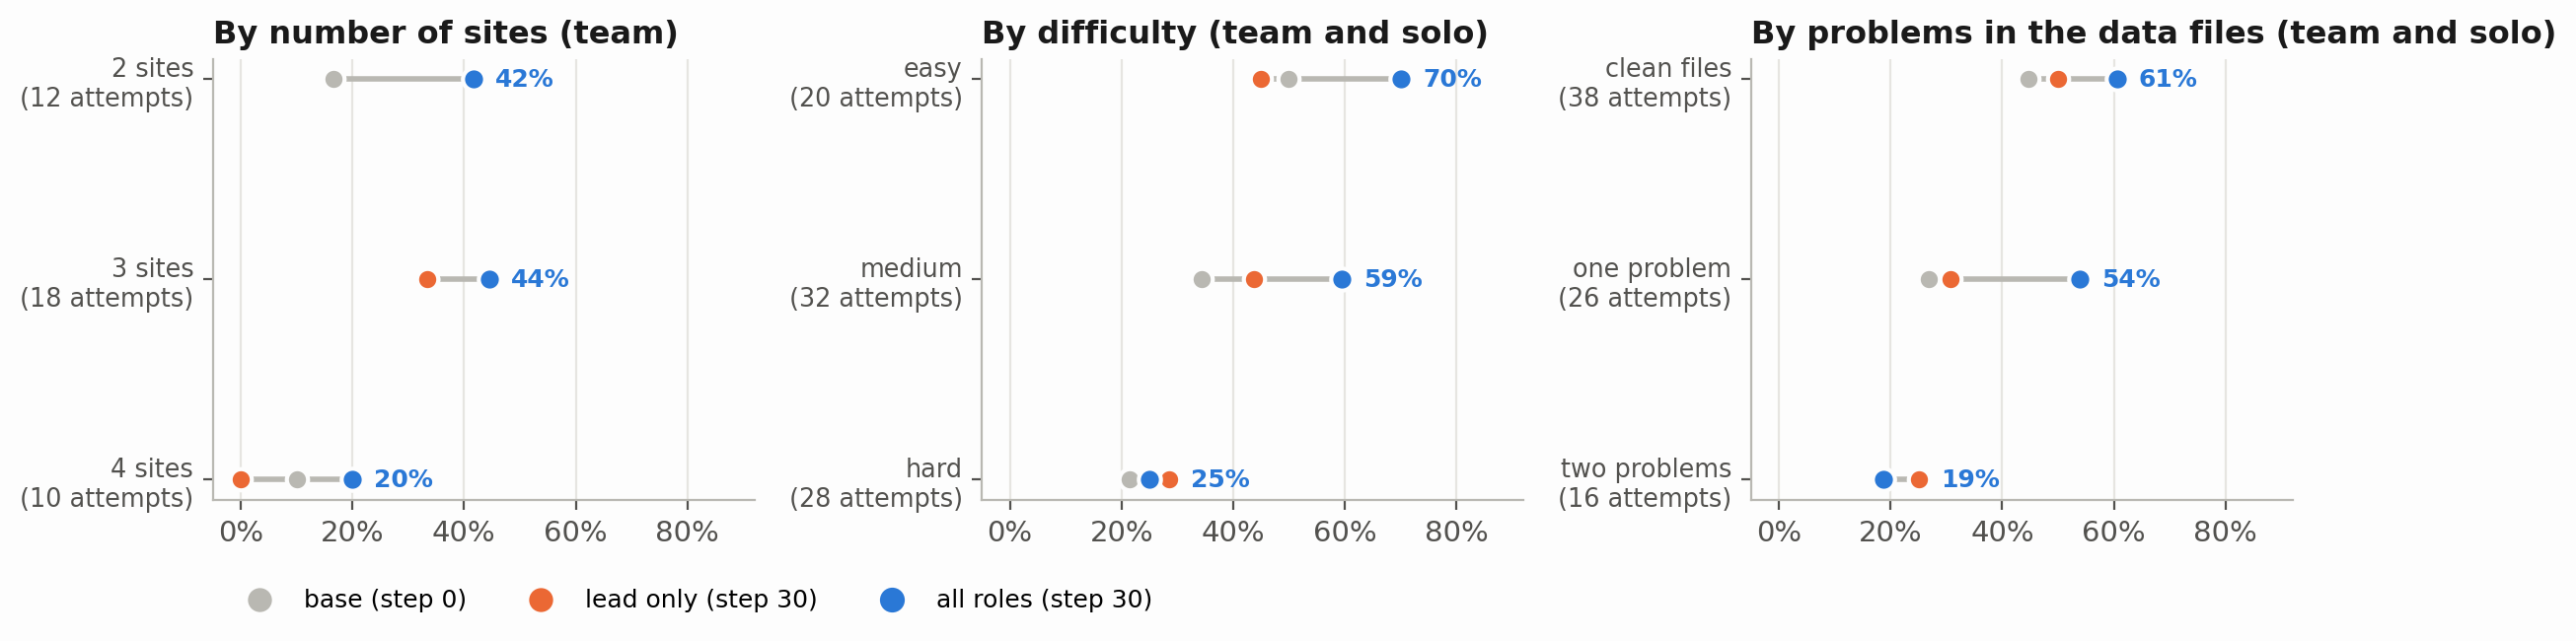 By number of sites (team)
2 sites
(12 attempts)
42%
3 sites
(18 attempts)
44%
4 sites
(10 attempts)
20%
0% 20% 40% 60% 80%
By difficulty (team and solo)
easy
(20 attempts)
70%
medium
(32 attempts)
59%
hard
(28 attempts)
25%
0% 20% 40% 60% 80%
By problems in the data files (team and solo)
clean files
(38 attempts)
61%
one problem
(26 attempts)
54%
two problems
(16 attempts)
19%
0% 20% 40% 60% 80%
base (step 0) lead only (step 30) all roles (step 30)